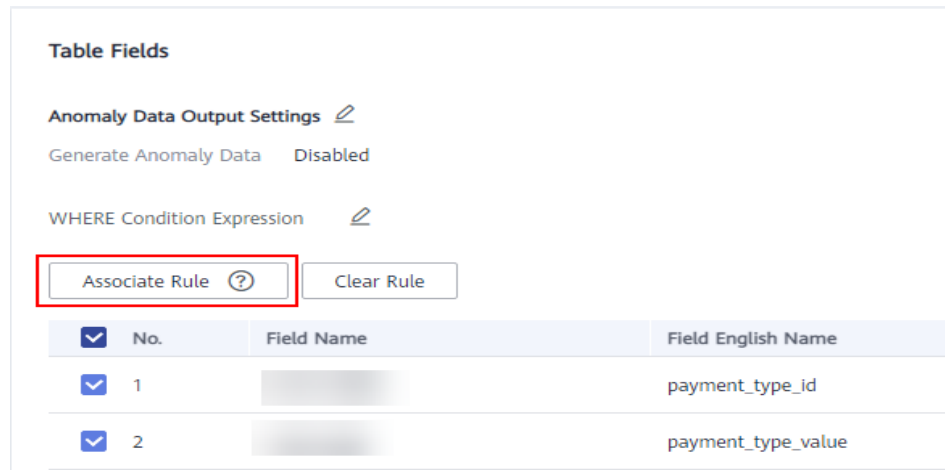 Table Fields
Anomaly Data Output Settings
Generate Anomaly Data Disabled
WHERE Condition Expression
Associate Rule ? Clear Rule
No. Field Name Field English Name
1 payment_type_id
2 payment_type_value